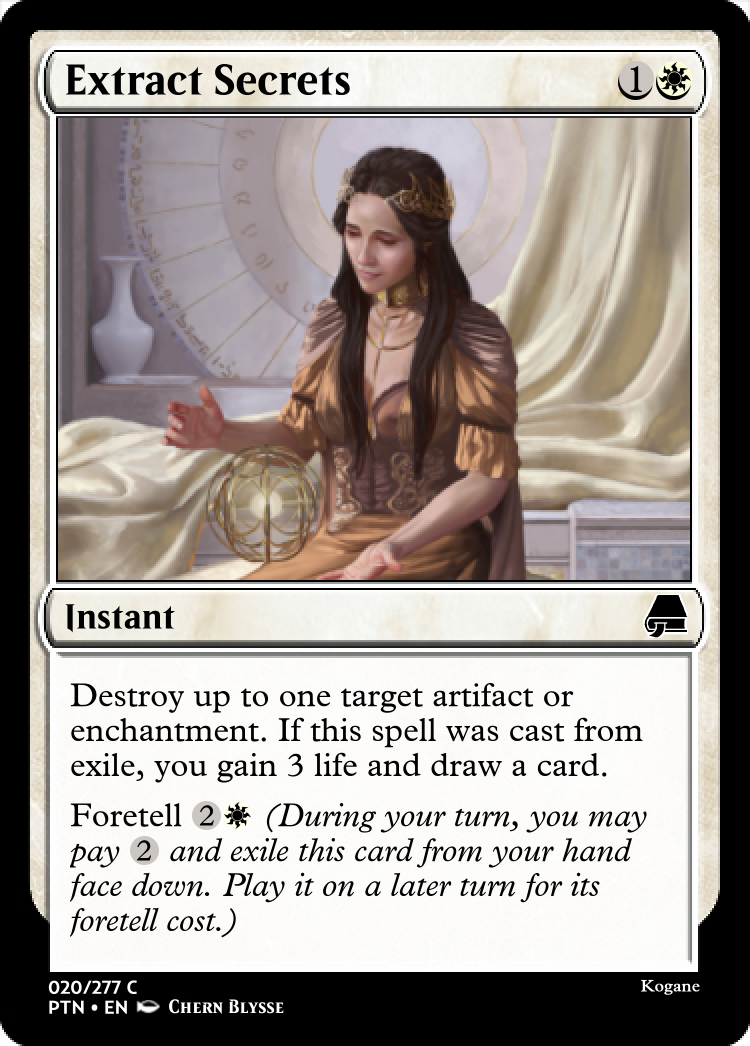 Extract Secrets 1
Instant
Destroy up to one target artifact or
enchantment. If this spell was cast from
exile, you gain 3 life and draw a card.
Foretell 2 (During your turn, you may
pay 2 and exile this card from your hand
face down. Play it on a later turn for its
foretell cost.)
020/277 C
Kogane
PTN • EN Chern Blysse